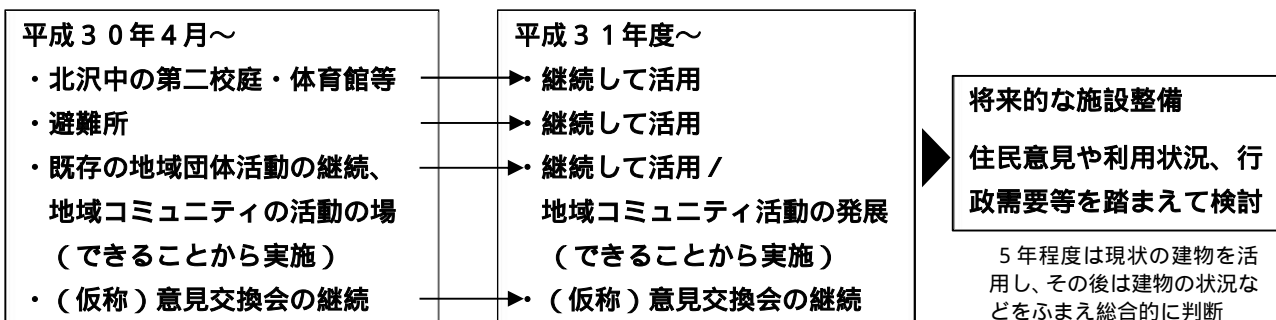 平成３０年４月～
・北沢中の第二校庭・体育館等
・避難所
・既存の地域団体活動の継続、
地域コミュニティの活動の場
（できることから実施）
・（仮称）意見交換会の継続
平成３１年度～
・継続して活用
・継続して活用
・継続して活用／
地域コミュニティ活動の発展
（できることから実施）
・（仮称）意見交換会の継続
将来的な施設整備
住民意見や利用状況、行
政需要等を踏まえて検討
５年程度は現状の建物を活
用し、その後は建物の状況な
どをふまえ総合的に判断